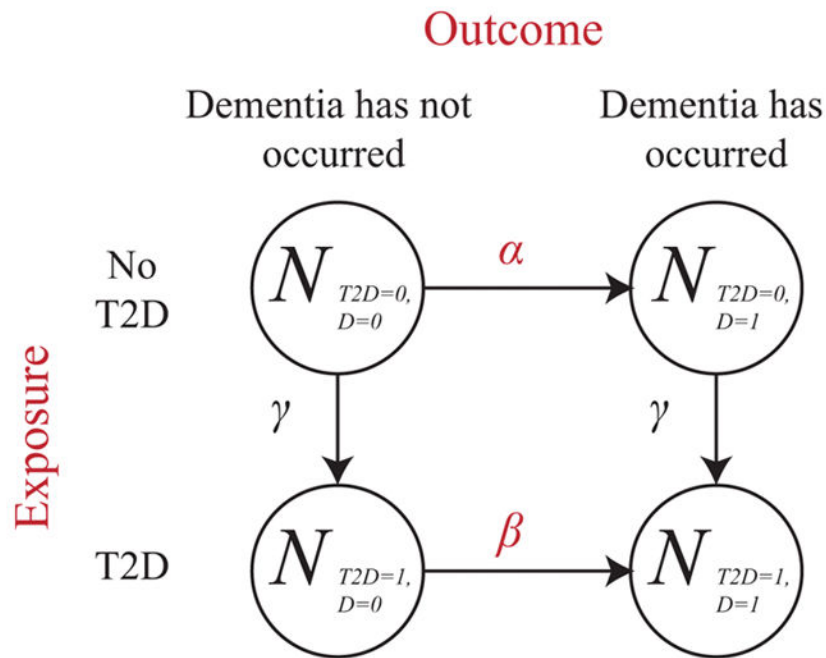 Outcome
Dementia has not
occurred
Dementia has
occurred
No
T2D
N T2D=0,
D=0
α
N T2D=0,
D=1
Exposure
γ
γ
T2D
N T2D=1,
D=0
β
N T2D=1,
D=1